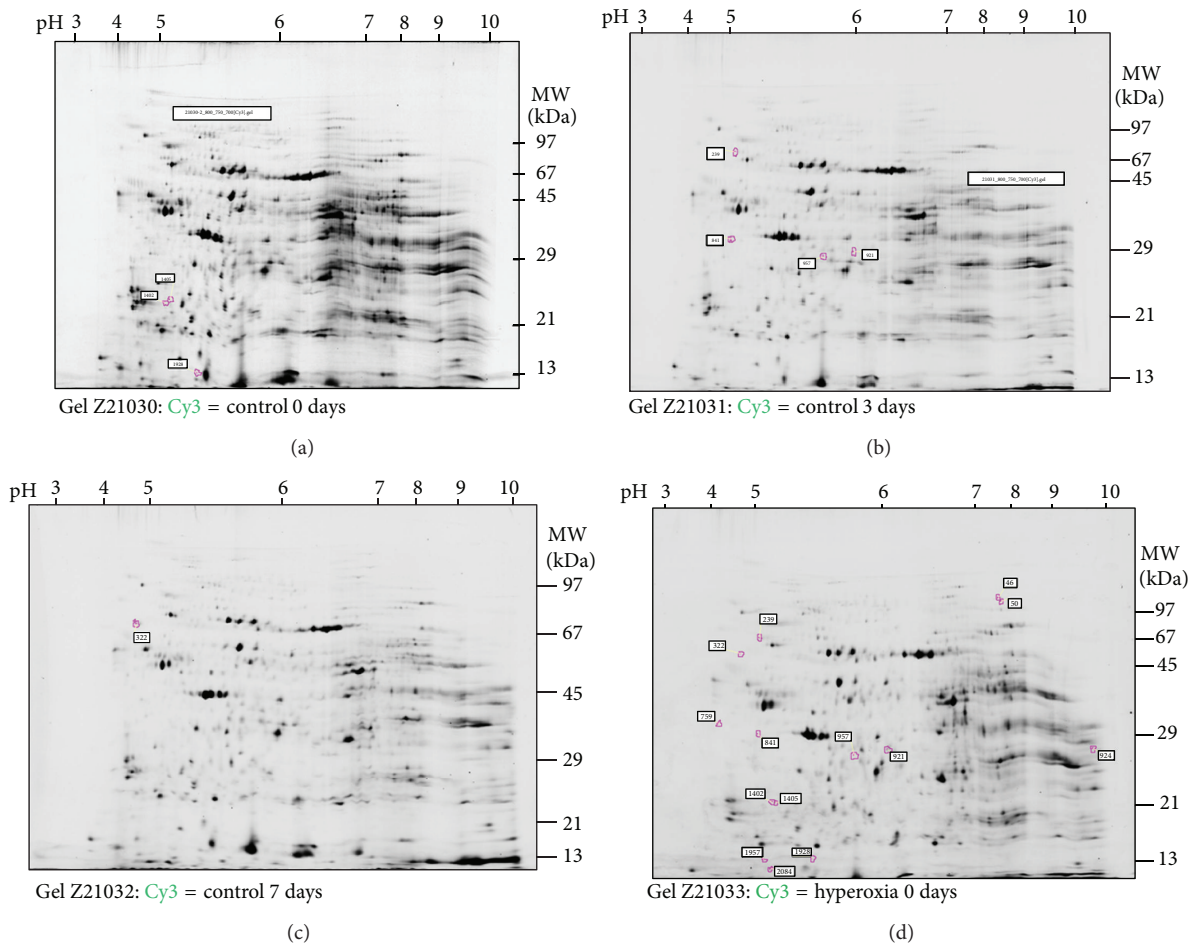 pH 3 4 5 6 7 8 9 10
MW
(kDa)
97
67
45
29
21
13
1405
1402
1928
Gel Z21030: Cy3 = control 0 days
(a)
pH 3 4 5 6 7 8 9 10
MW
(kDa)
97
67
45
29
21
13
239
841
957
921
Gel Z21031: Cy3 = control 3 days
(b)
pH 3 4 5 6 7 8 9 10
MW
(kDa)
97
67
45
29
21
13
322
Gel Z21032: Cy3 = control 7 days
(c)
pH 3 4 5 6 7 8 9 10
MW
(kDa)
97
67
45
29
21
13
46
50
239
322
759
841
957
921
924
1402
1405
1957
1928
2084
Gel Z21033: Cy3 = hyperoxia 0 days
(d)